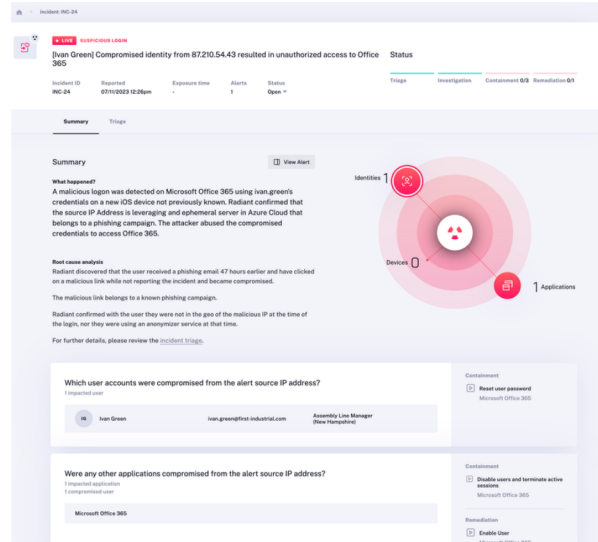 Incident: INC-24
LIVE SUSPICIOUS LOGIN
[Ivan Green] Compromised identity from 87.210.54.43 resulted in unauthorized access to Office
365
Status
Incident ID Reported Exposure time Alerts Status
INC-24 07/11/2023 12:26pm - 1 Open
Triage Investigation Containment 0/3 Remediation 0/1
Summary Triage
Summary
View Alert
What happened?
A malicious logon was detected on Microsoft Office 365 using ivan.green's
credentials on a new iOS device not previously known. Radiant confirmed that
the source IP Address is leveraging and ephemeral server in Azure Cloud that
belongs to a phishing campaign. The attacker abused the compromised
credentials to access Office 365.
Identities 1
Devices 0
1 Applications
Root cause analysis
Radiant discovered that the user received a phishing email 47 hours earlier and have clicked
on a malicious link while not reporting the incident and became compromised.
The malicious link belongs to a known phishing campaign.
Radiant confirmed with the user they were not in the geo of the malicious IP at the time of
the login, nor they were using an anonymizer service at that time.
For further details, please review the incident triage.
Which user accounts were compromised from the alert source IP address?
1 impacted user
IG Ivan Green ivan.green@first-industrial.com Assembly Line Manager
(New Hampshire)
Containment
Reset user password
Microsoft Office 365
Were any other applications compromised from the alert source IP address?
1 impacted application
1 compromised user
Microsoft Office 365
Containment
Disable users and terminate active
sessions
Microsoft Office 365
Remediation
Enable User
Microsoft Office 365